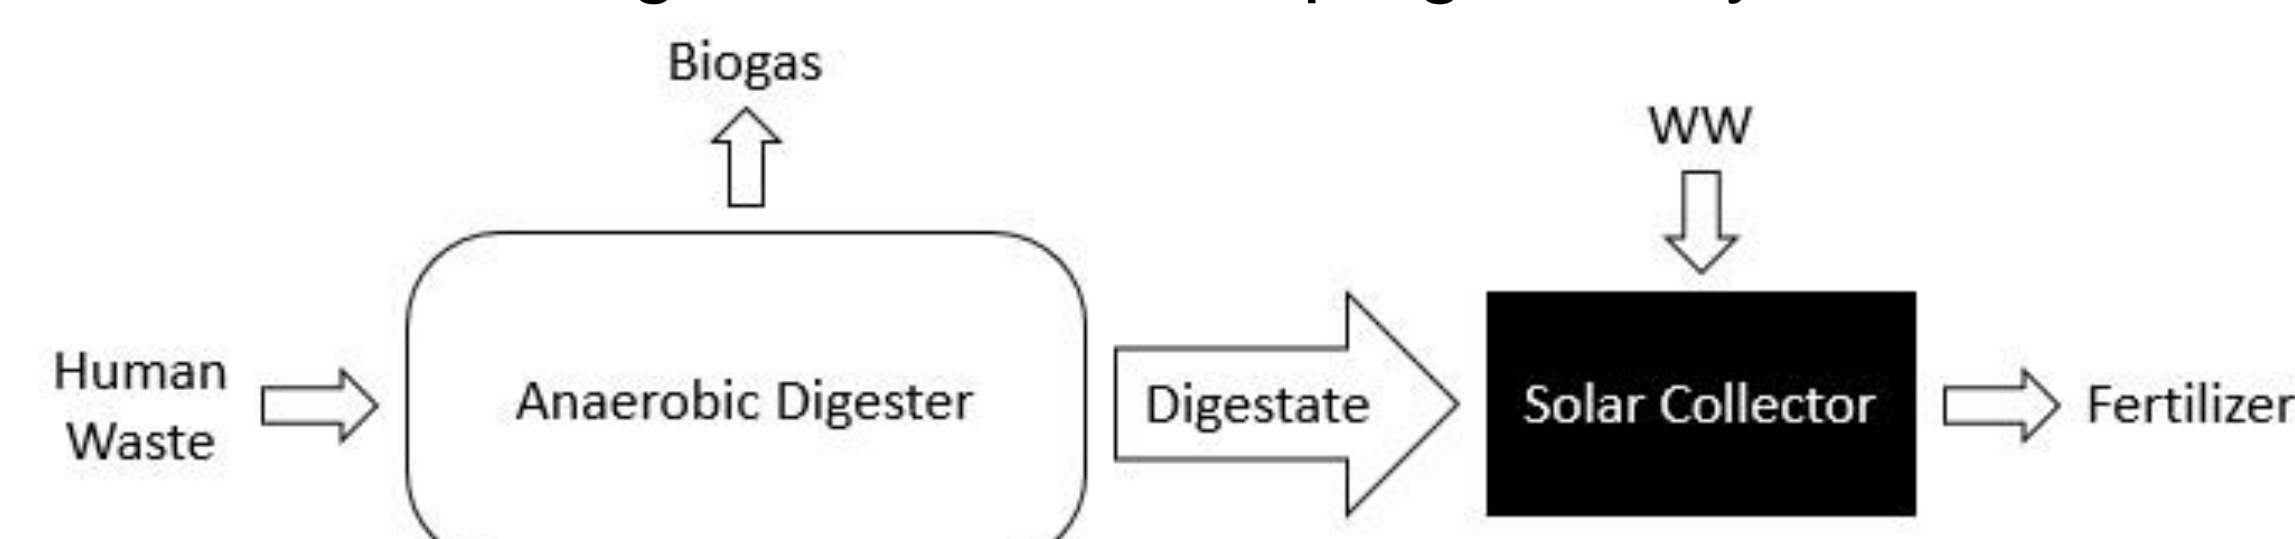 Biogas
WW
Human
Waste
Anaerobic Digester
Digestate
Solar Collector
Fertilizer